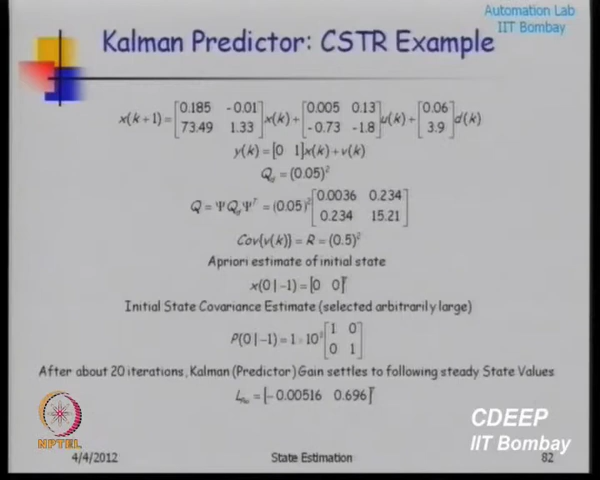 Automation Lab
IIT Bombay
Kalman Predictor: CSTR Example
x(k+1) = [0.185 -0.01; 73.49 1.33] x(k) + [0.005 0.13; -0.73 -1.8] u(k) + [0.06; 3.9] d(k)
y(k) = [0 1]x(k) + v(k)
Q_d = (0.05)²
Q = ΨQ_dΨ^T = (0.05)² [0.0036 0.234; 0.234 15.21]
Cov{v(k)} = R = (0.5)²
Apriori estimate of initial state
x(0|-1) = [0 0]^T
Initial State Covariance Estimate (selected arbitrarily large)
P(0|-1) = 1 · 10³ [1 0; 0 1]
After about 20 iterations, Kalman (Predictor) Gain settles to following steady State Values
L = [-0.00516 0.696]^T
NPTEL
CDEEP
IIT Bombay
4/4/2012 State Estimation 82